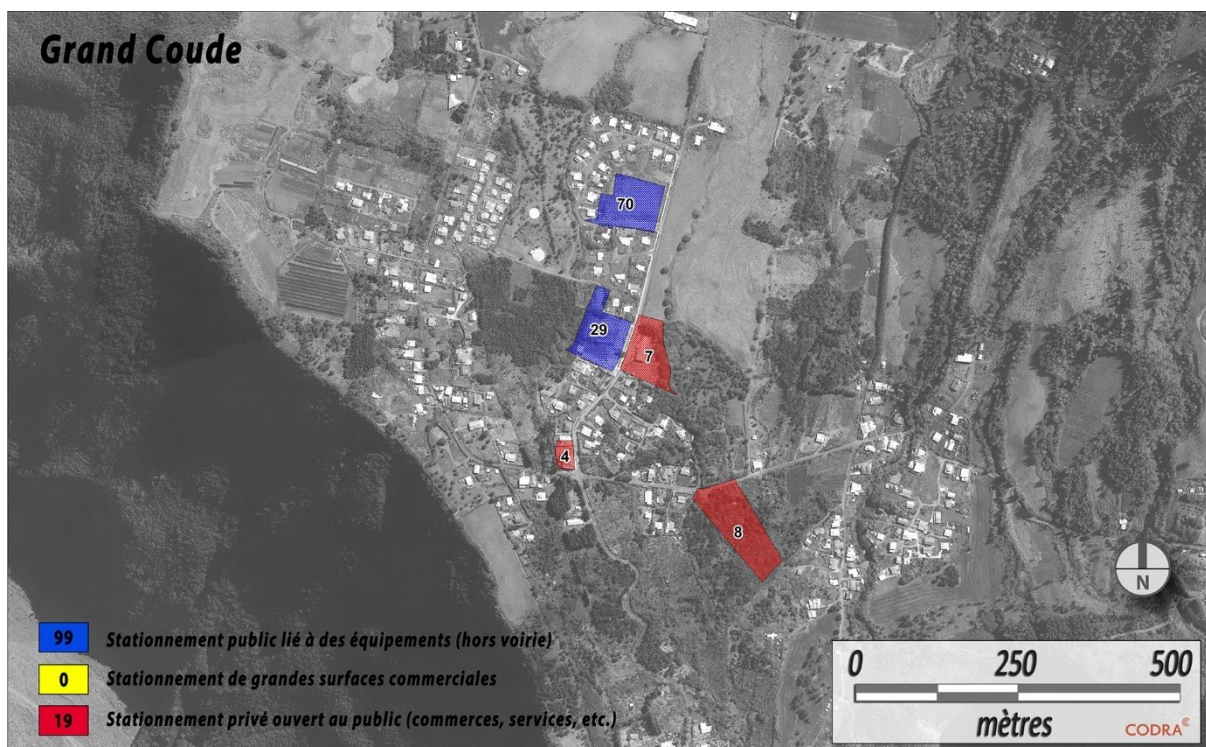 Grand Coude
70
29
7
4
8
N
99 Stationnement public lié à des équipements (hors voirie)
0 Stationnement de grandes surfaces commerciales
19 Stationnement privé ouvert au public (commerces, services, etc.)
0 250 500
mètres
CODRA